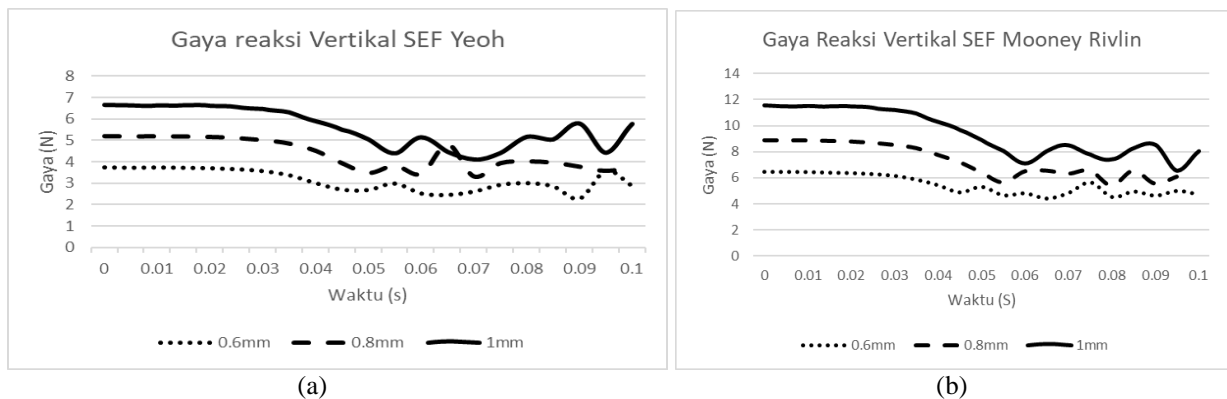 Gaya reaksi Vertikal SEF Yeoh
Gaya (N)
8
7
6
5
4
3
2
1
0
0 0.01 0.02 0.03 0.04 0.05 0.06 0.07 0.08 0.09 0.1
Waktu (s)
0.6mm 0.8mm 1mm
(a)
Gaya Reaksi Vertikal SEF Mooney Rivlin
Gaya (N)
14
12
10
8
6
4
2
0
0 0.01 0.02 0.03 0.04 0.05 0.06 0.07 0.08 0.09 0.1
Waktu (S)
0.6mm 0.8mm 1mm
(b)